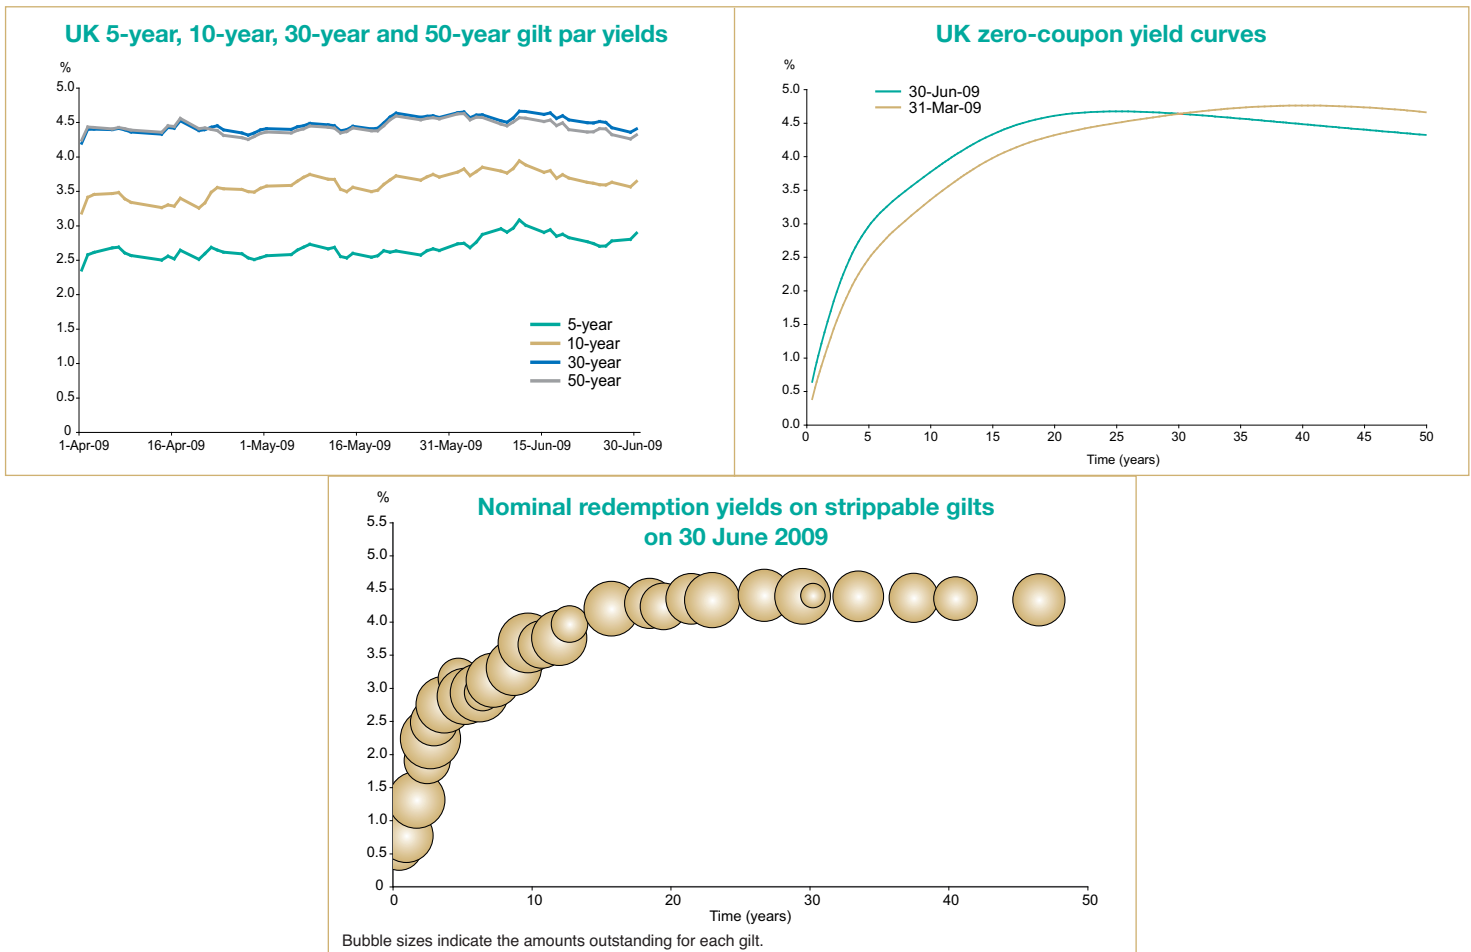 UK 5-year, 10-year, 30-year and 50-year gilt par yields
%
5.0
4.5
4.0
3.5
3.0
2.5
2.0
1.5
1.0
0.5
0
5-year
10-year
30-year
50-year
1-Apr-09 16-Apr-09 1-May-09 16-May-09 31-May-09 15-Jun-09 30-Jun-09
UK zero-coupon yield curves
%
5.0
4.5
4.0
3.5
3.0
2.5
2.0
1.5
1.0
0.5
0.0
30-Jun-09
31-Mar-09
0 5 10 15 20 25 30 35 40 45 50
Time (years)
Nominal redemption yields on strippable gilts
on 30 June 2009
%
5.5
5.0
4.5
4.0
3.5
3.0
2.5
2.0
1.5
1.0
0.5
0
0 10 20 30 40 50
Time (years)
Bubble sizes indicate the amounts outstanding for each gilt.